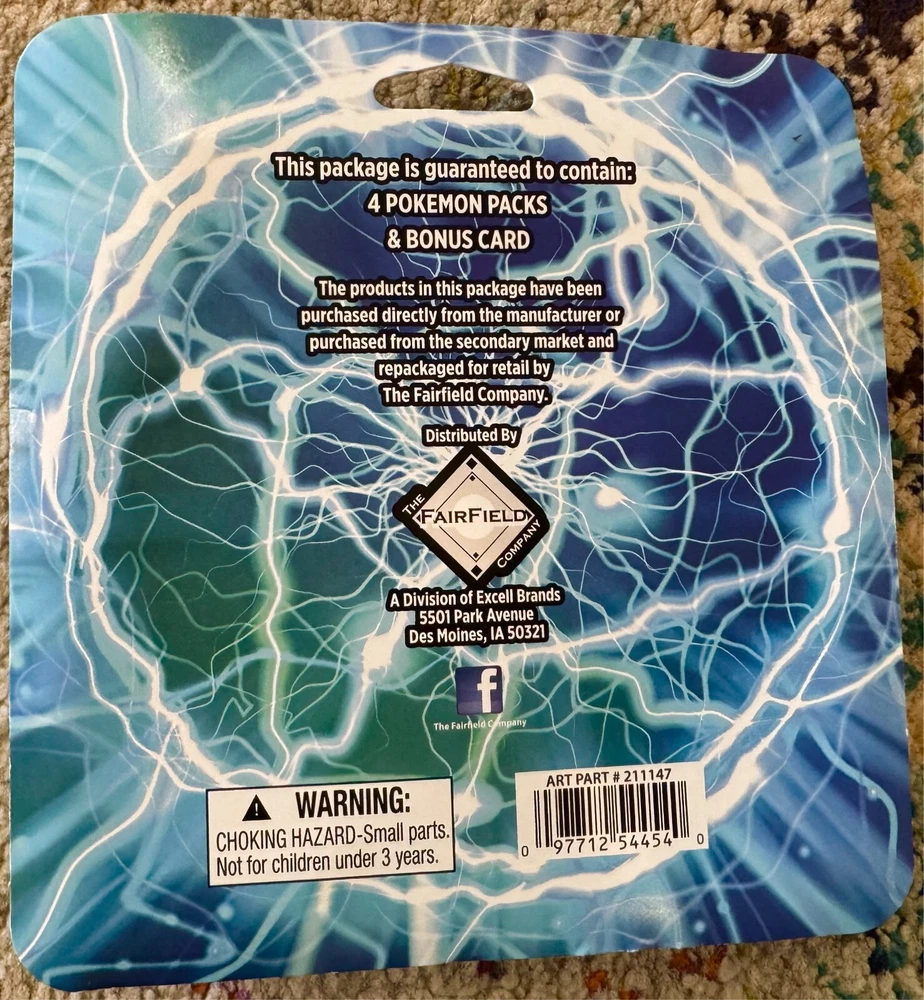 This package is guaranteed to contain:
4 POKEMON PACKS
& BONUS CARD
The products in this package have been
purchased directly from the manufacturer or
purchased from the secondary market and
repackaged for retail by
The Fairfield Company.
Distributed By
THE
FAIRFIELD
COMPANY
A Division of Excell Brands
5501 Park Avenue
Des Moines, IA 50321
f
The Fairfield Company
WARNING:
CHOKING HAZARD-Small parts.
Not for children under 3 years.
ART PART # 211147
0 97712 54454 0